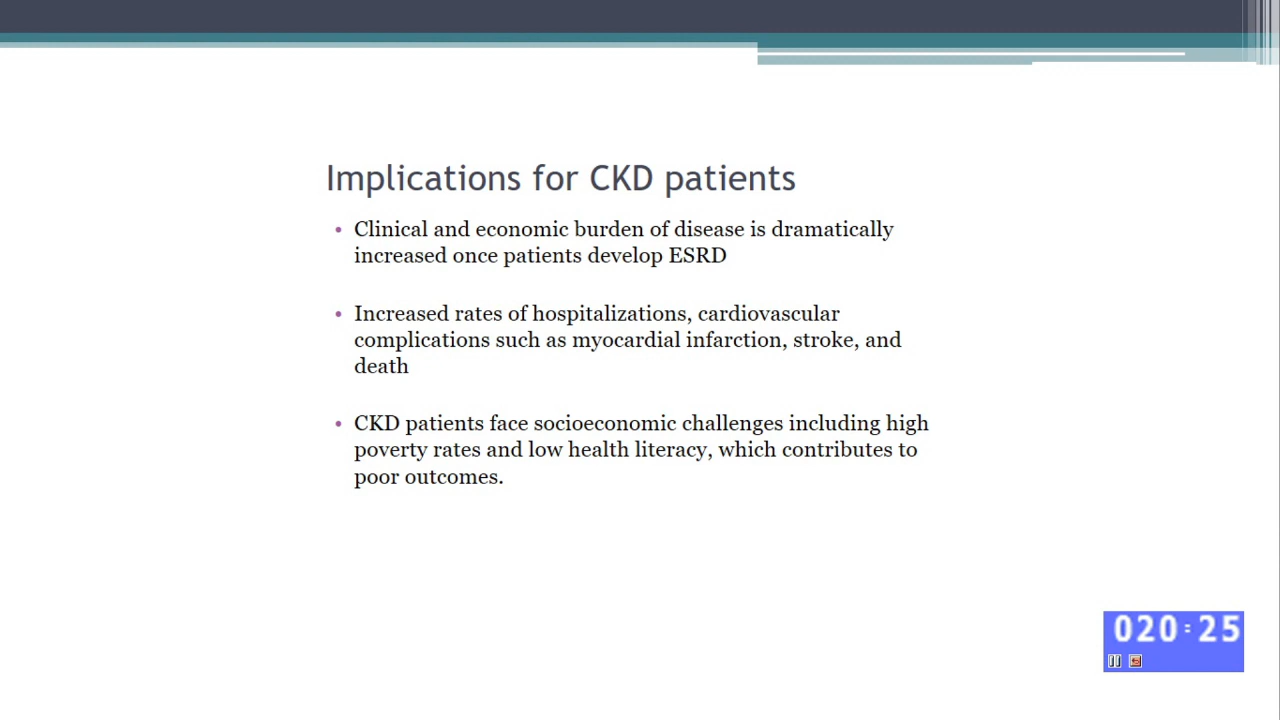 Implications for CKD patients
• Clinical and economic burden of disease is dramatically
increased once patients develop ESRD
• Increased rates of hospitalizations, cardiovascular
complications such as myocardial infarction, stroke, and
death
• CKD patients face socioeconomic challenges including high
poverty rates and low health literacy, which contributes to
poor outcomes.
020:25